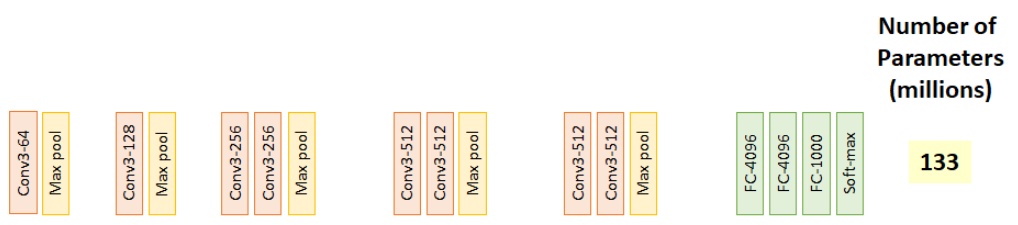 Number of
Parameters
(millions)
Conv3-64
Max pool
Conv3-128
Max pool
Conv3-256
Conv3-256
Max pool
Conv3-512
Conv3-512
Max pool
Conv3-512
Conv3-512
Max pool
FC-4096
FC-4096
FC-1000
Soft-max
133